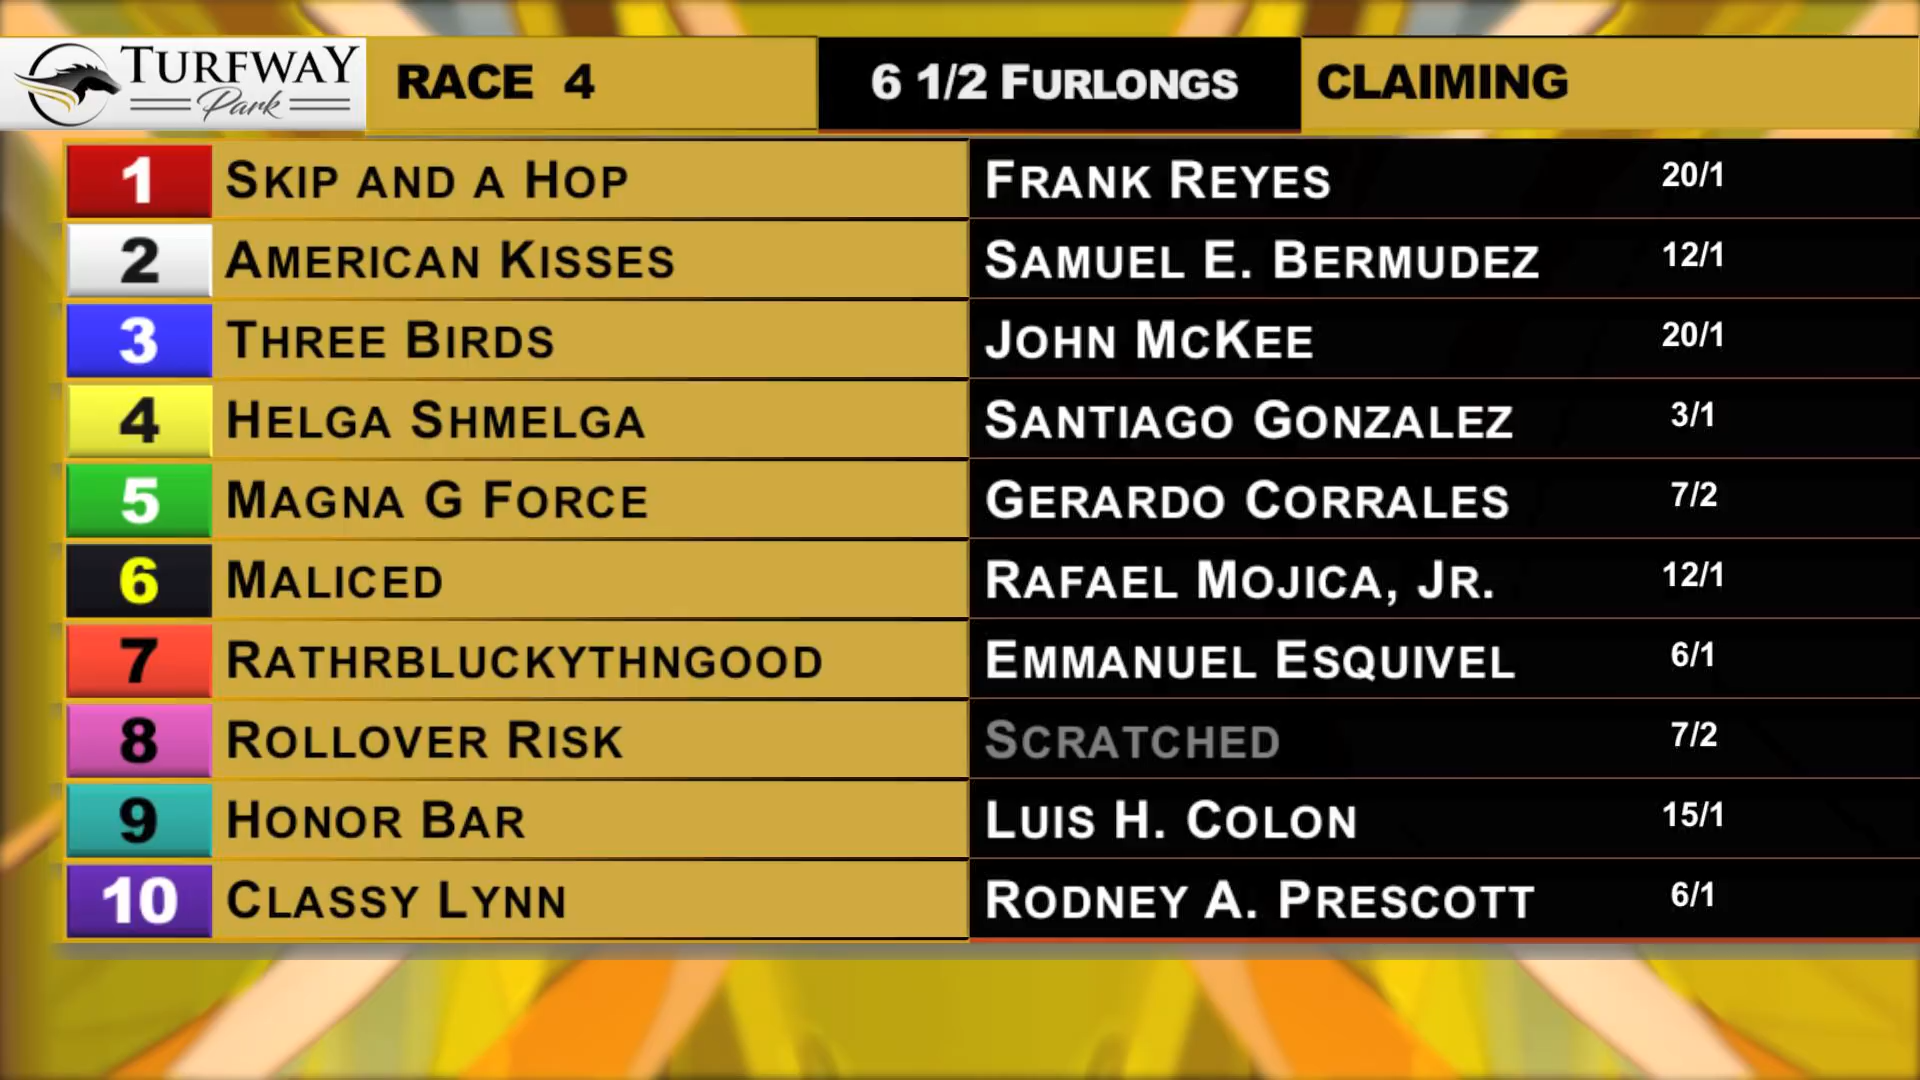 TURFWAY
Park
RACE 4
6 1/2 FURLONGS
CLAIMING
1 SKIP AND A HOP FRANK REYES 20/1
2 AMERICAN KISSES SAMUEL E. BERMUDEZ 12/1
3 THREE BIRDS JOHN MCKEE 20/1
4 HELGA SHMELGA SANTIAGO GONZALEZ 3/1
5 MAGNA G FORCE GERARDO CORRALES 7/2
6 MALICED RAFAEL MOJICA, JR. 12/1
7 RATHRBLUCKYTHNGOOD EMMANUEL ESQUIVEL 6/1
8 ROLLOVER RISK SCRATCHED 7/2
9 HONOR BAR LUIS H. COLON 15/1
10 CLASSY LYNN RODNEY A. PRESCOTT 6/1